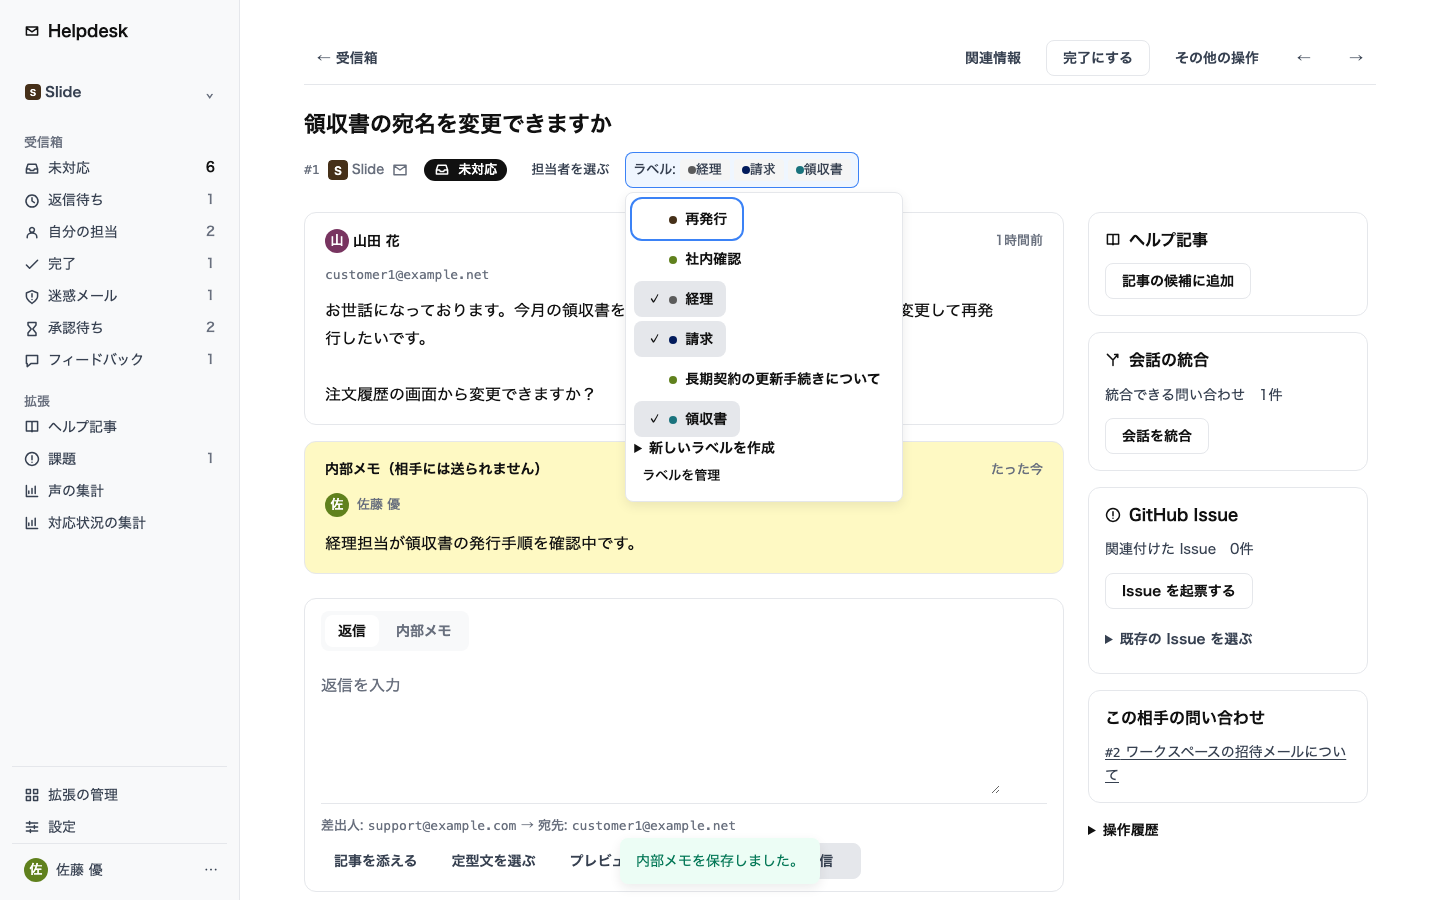 Helpdesk
S Slide
受信箱
未対応 6
返信待ち 1
自分の担当 2
完了 1
迷惑メール 1
承認待ち 2
フィードバック 1
拡張
ヘルプ記事
課題 1
声の集計
対応状況の集計
拡張の管理
設定
佐 佐藤 優 …
← 受信箱
関連情報 完了にする その他の操作 ← →
領収書の宛名を変更できますか
#1 S Slide 未対応 担当者を選ぶ ラベル: 経理 請求 領収書
再発行
社内確認
✓ 経理
✓ 請求
長期契約の更新手続きについて
✓ 領収書
▶ 新しいラベルを作成
ラベルを管理
山 山田 花 1時間前
customer1@example.net
お世話になっております。今月の領収書を 変更して再発
行したいです。
注文履歴の画面から変更できますか？
内部メモ（相手には送られません） たった今
佐 佐藤 優
経理担当が領収書の発行手順を確認中です。
返信 内部メモ
返信を入力
差出人: support@example.com → 宛先: customer1@example.net
記事を添える 定型文を選ぶ プレビュ 信
内部メモを保存しました。
ヘルプ記事
記事の候補に追加
会話の統合
統合できる問い合わせ 1件
会話を統合
GitHub Issue
関連付けた Issue 0件
Issue を起票する
▶ 既存の Issue を選ぶ
この相手の問い合わせ
#2 ワークスペースの招待メールについ
て
▶ 操作履歴